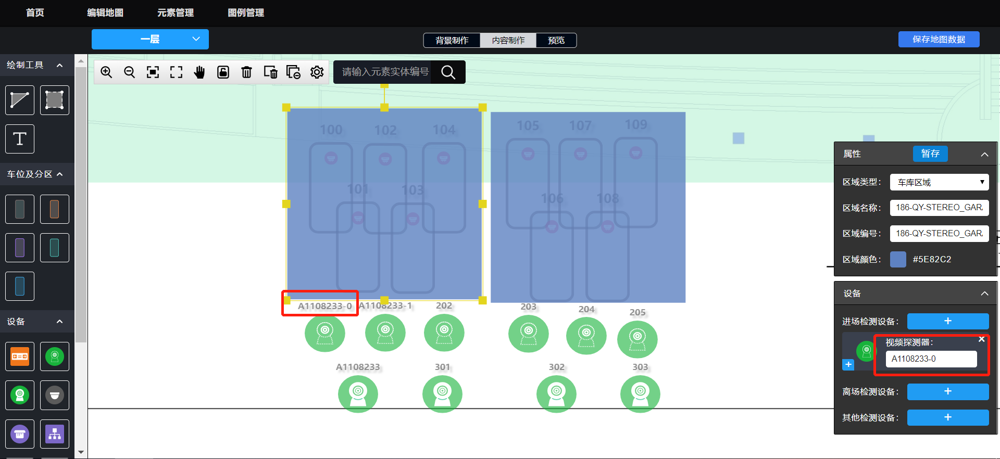 首页 编辑地图 元素管理 图例管理
一层 背景制作 内容制作 预览 保存地图数据
绘制工具
请输入元素实体编号
T
车位及分区
设备
100 102 104 105 107 109
101 103 106 108
A1108233-0 A1108233-1 202 203 204 205
A1108233 301 302 303
属性 暂存
区域类型： 车库区域
区域名称： 186-QY-STEREO_GAR
区域编号： 186-QY-STEREO_GAR
区域颜色： #5E82C2
设备
进场检测设备： +
视频探测器：
A1108233-0
离场检测设备： +
其他检测设备： +